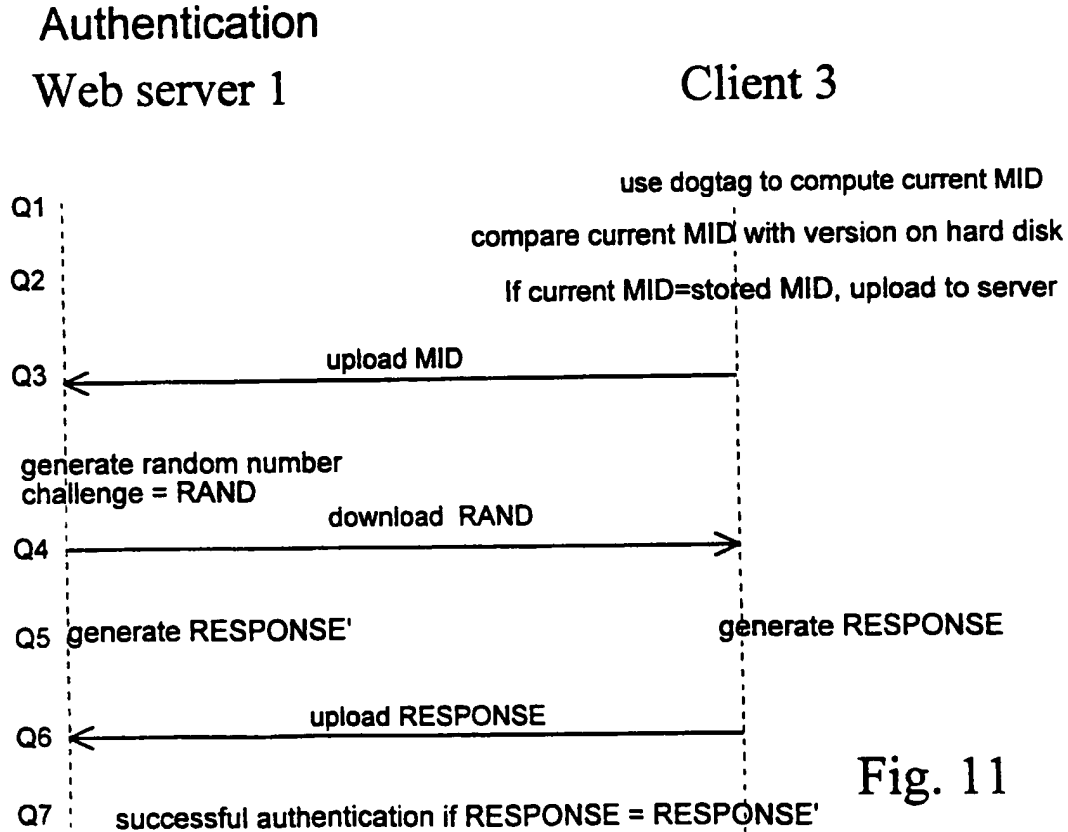 Authentication
Web server 1
Client 3
use dogtag to compute current MID
Q1
compare current MID with version on hard disk
Q2
If current MID=stored MID, upload to server
upload MID
Q3
generate random number
challenge = RAND
download RAND
Q4
Q5 generate RESPONSE'
generate RESPONSE
upload RESPONSE
Q6
Fig. 11
Q7 successful authentication if RESPONSE = RESPONSE'